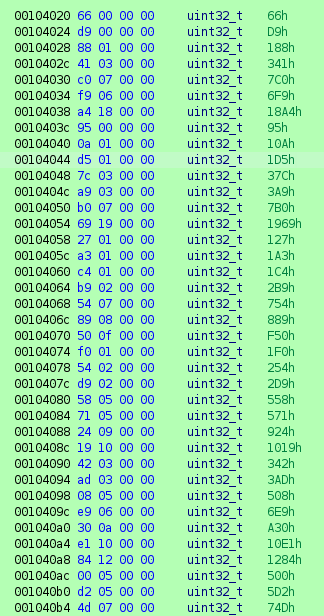 00104020 66 00 00 00 uint32_t 66h
00104024 d9 00 00 00 uint32_t D9h
00104028 88 01 00 00 uint32_t 188h
0010402c 41 03 00 00 uint32_t 341h
00104030 c0 07 00 00 uint32_t 7C0h
00104034 f9 06 00 00 uint32_t 6F9h
00104038 a4 18 00 00 uint32_t 18A4h
0010403c 95 00 00 00 uint32_t 95h
00104040 0a 01 00 00 uint32_t 10Ah
00104044 d5 01 00 00 uint32_t 1D5h
00104048 7c 03 00 00 uint32_t 37Ch
0010404c a9 03 00 00 uint32_t 3A9h
00104050 b0 07 00 00 uint32_t 7B0h
00104054 69 19 00 00 uint32_t 1969h
00104058 27 01 00 00 uint32_t 127h
0010405c a3 01 00 00 uint32_t 1A3h
00104060 c4 01 00 00 uint32_t 1C4h
00104064 b9 02 00 00 uint32_t 2B9h
00104068 54 07 00 00 uint32_t 754h
0010406c 89 08 00 00 uint32_t 889h
00104070 50 0f 00 00 uint32_t F50h
00104074 f0 01 00 00 uint32_t 1F0h
00104078 54 02 00 00 uint32_t 254h
0010407c d9 02 00 00 uint32_t 2D9h
00104080 58 05 00 00 uint32_t 558h
00104084 71 05 00 00 uint32_t 571h
00104088 24 09 00 00 uint32_t 924h
0010408c 19 10 00 00 uint32_t 1019h
00104090 42 03 00 00 uint32_t 342h
00104094 ad 03 00 00 uint32_t 3ADh
00104098 08 05 00 00 uint32_t 508h
0010409c e9 06 00 00 uint32_t 6E9h
001040a0 30 0a 00 00 uint32_t A30h
001040a4 e1 10 00 00 uint32_t 10E1h
001040a8 84 12 00 00 uint32_t 1284h
001040ac 00 05 00 00 uint32_t 500h
001040b0 d2 05 00 00 uint32_t 5D2h
001040b4 4d 07 00 00 uint32_t 74Dh